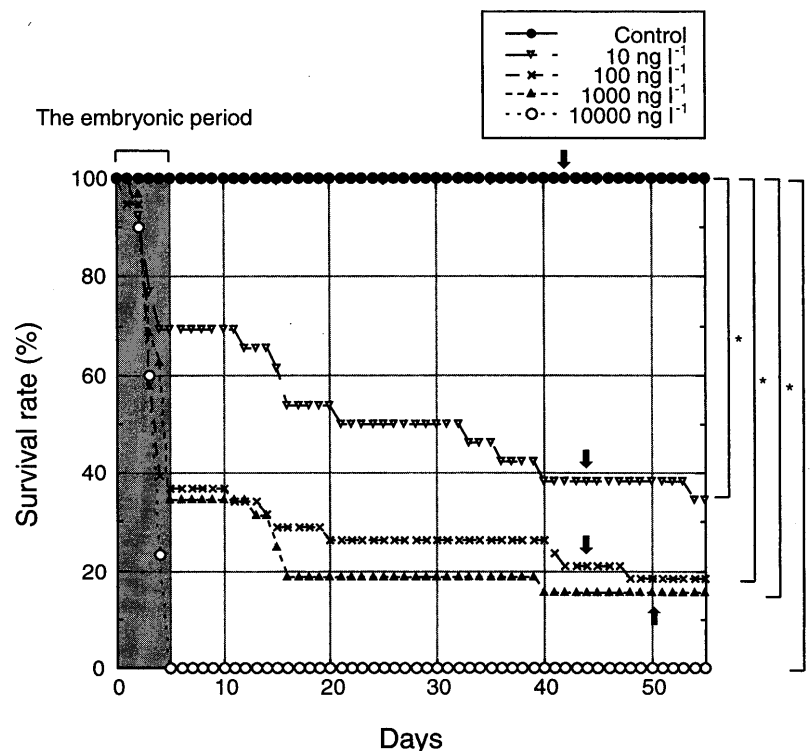 Control
10 ng l-1
100 ng l-1
1000 ng l-1
10000 ng l-1
The embryonic period
Survival rate (%)
100
80
60
40
20
0
0 10 20 30 40 50
Days
*
*
*